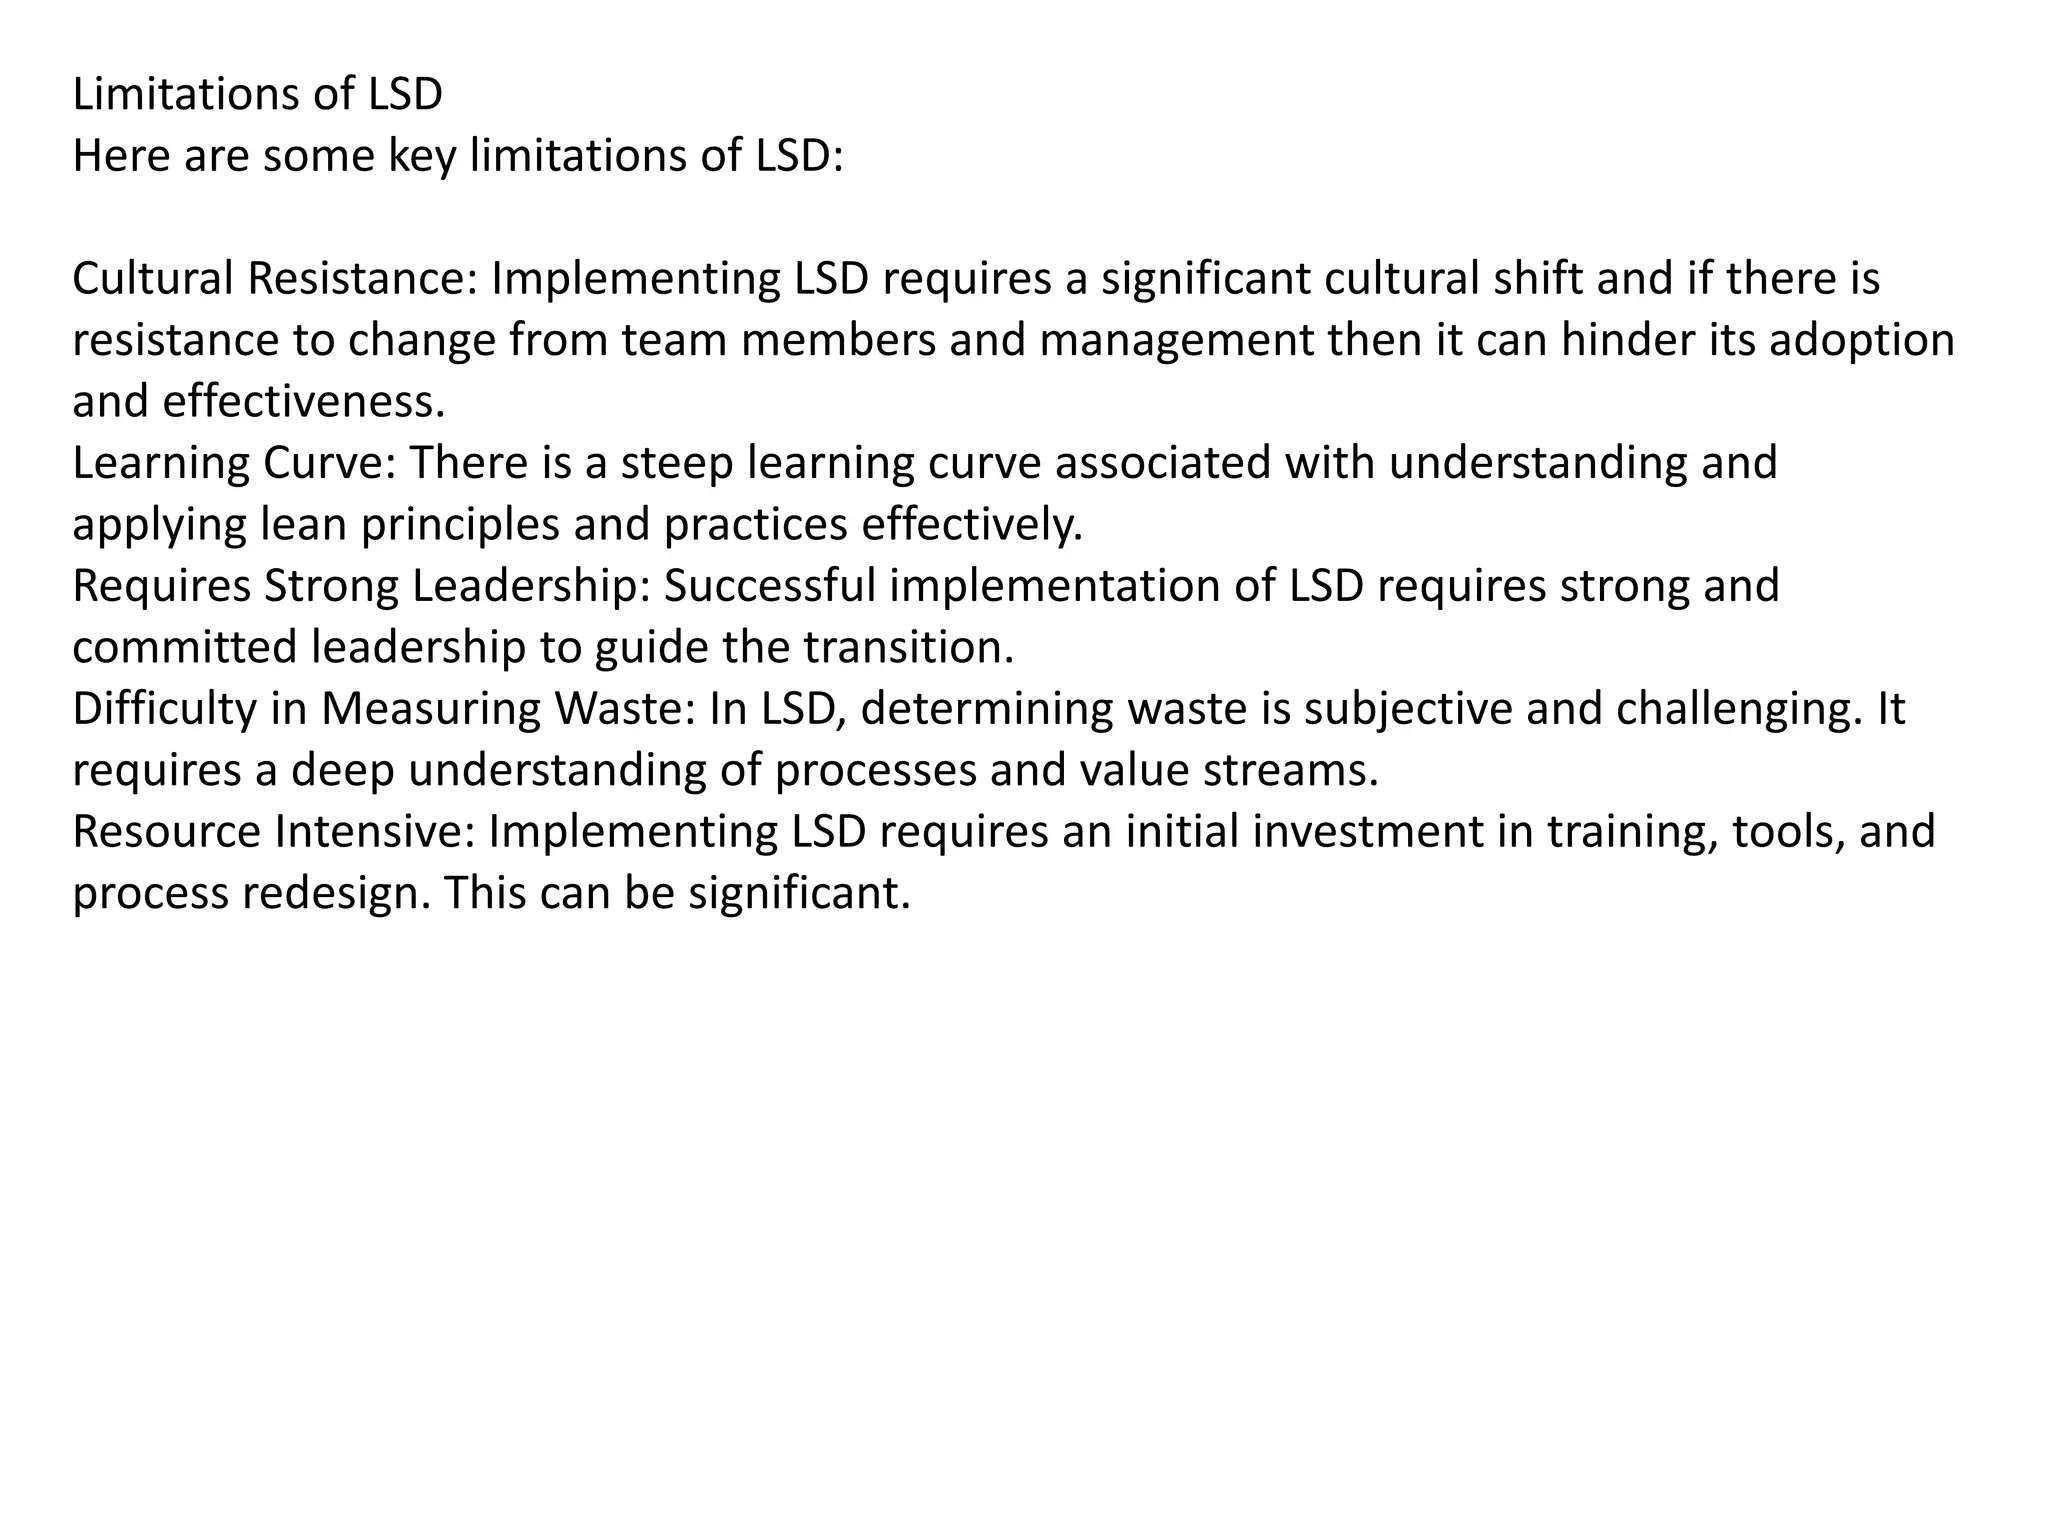 Limitations of LSD
Here are some key limitations of LSD:
Cultural Resistance: Implementing LSD requires a significant cultural shift and if there is
resistance to change from team members and management then it can hinder its adoption
and effectiveness.
Learning Curve: There is a steep learning curve associated with understanding and
applying lean principles and practices effectively.
Requires Strong Leadership: Successful implementation of LSD requires strong and
committed leadership to guide the transition.
Difficulty in Measuring Waste: In LSD, determining waste is subjective and challenging. It
requires a deep understanding of processes and value streams.
Resource Intensive: Implementing LSD requires an initial investment in training, tools, and
process redesign. This can be significant.